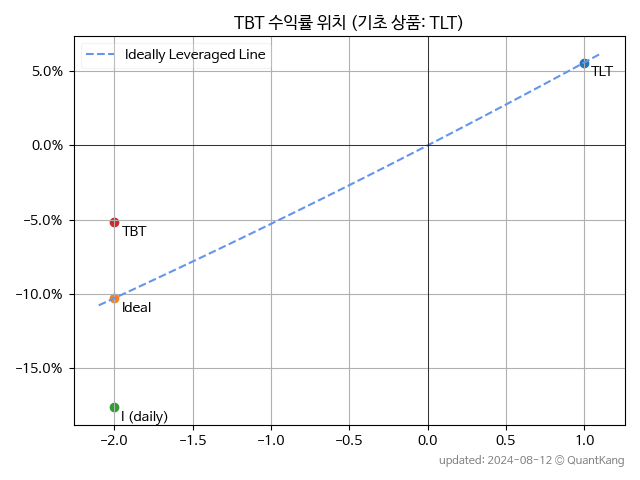 TBT 수익률 위치 (기초 상품: TLT)
Ideally Leveraged Line
5.0%
TLT
0.0%
−5.0%
TBT
−10.0%
Ideal
−15.0%
I (daily)
−2.0 −1.5 −1.0 −0.5 0.0 0.5 1.0
updated: 2024-08-12 © QuantKang